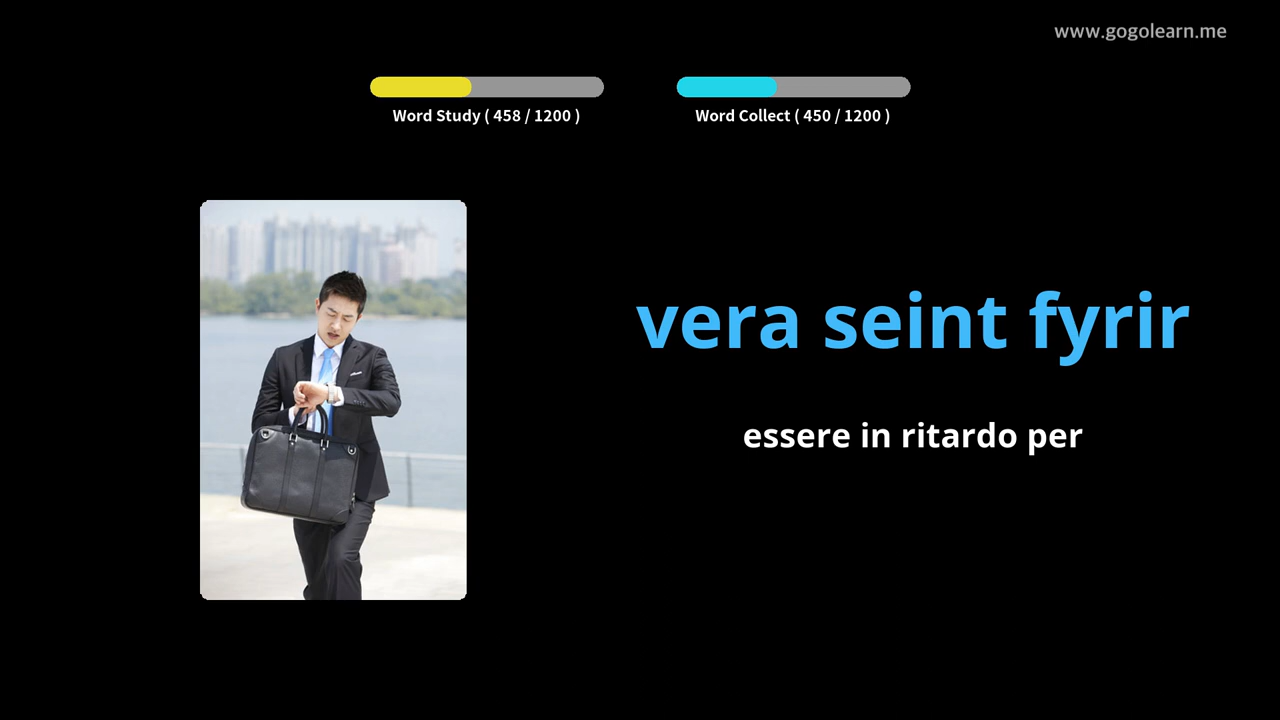 www.gogolearn.me
Word Study ( 458 / 1200 )
Word Collect ( 450 / 1200 )
vera seint fyrir
essere in ritardo per